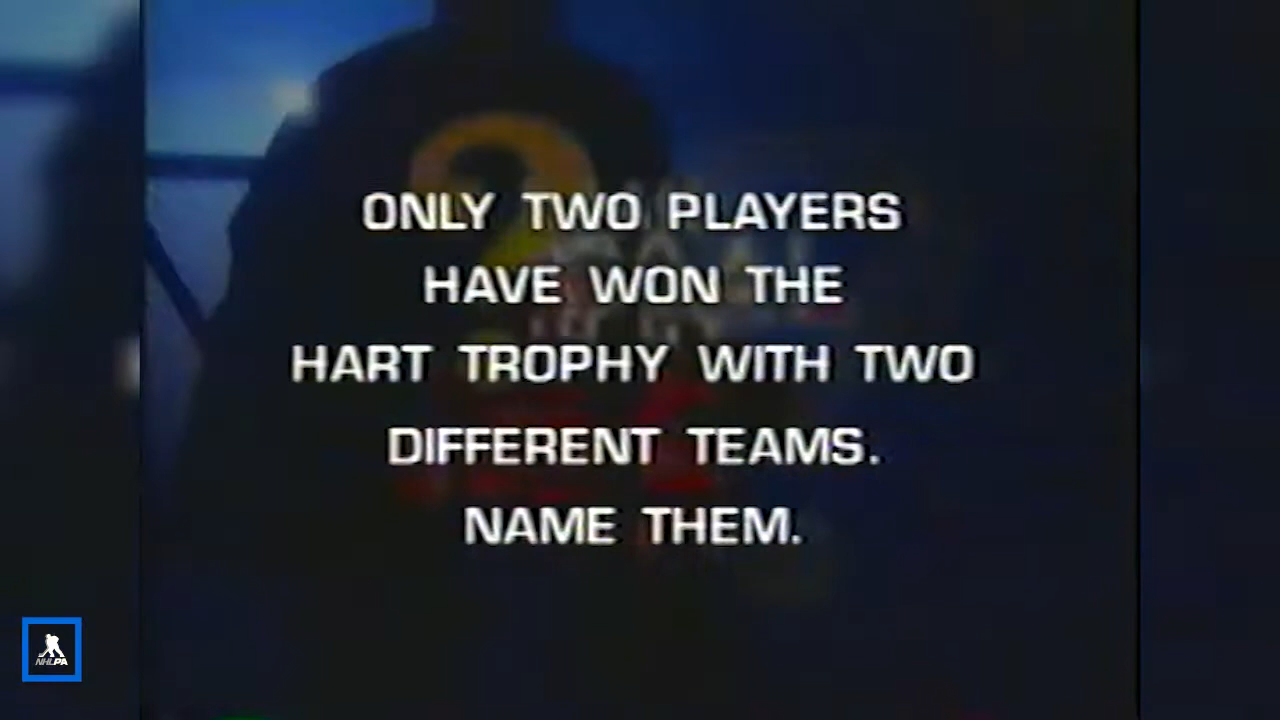 ONLY TWO PLAYERS
HAVE WON THE
HART TROPHY WITH TWO
DIFFERENT TEAMS.
NAME THEM.
NHLPA